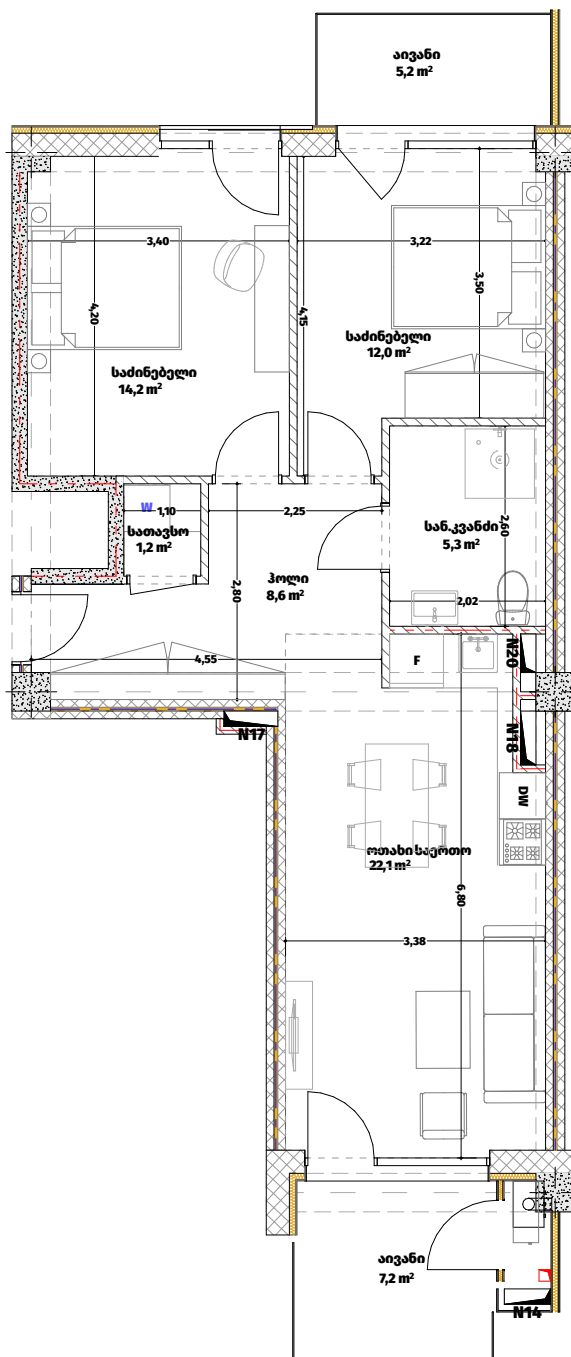 აივანი
5,2 m²
3,40
3,22
4,20
4,15
3,50
საძინებელი
12,0 m²
საძინებელი
14,2 m²
W
1,10
2,25
სათავსო
1,2 m²
სან.კვანძი
5,3 m²
2,60
ჰოლი
8,6 m²
2,80
2,02
4,55
F
N20
N17
N18
DW
ოთახი საერთო
22,1 m²
6,80
3,38
აივანი
7,2 m²
N14